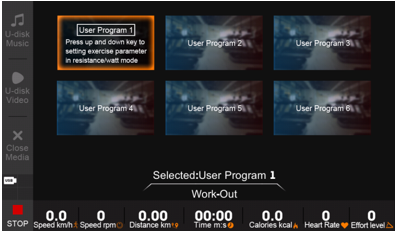 U-disk
Music
U-disk
Video
Close
Media
USB
STOP
User Program 1
Press up and down key to
setting exercise parameter
in resistance/watt mode
User Program 2
User Program 3
User Program 4
User Program 5
User Program 6
Selected:User Program 1
Work-Out
0.0
Speed km/h
0
Speed rpm
0.00
Distance km
00:00
Time m:s
0.0
Calories kcal
0
Heart Rate
0
Effort level